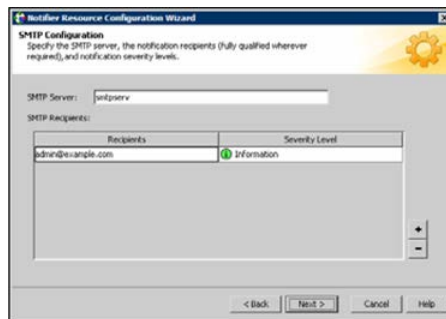 Notifier Resource Configuration Wizard
SMTP Configuration
Specify the SMTP server, the notification recipients (fully qualified wherever
required),and notification severity levels.
SMTP Server: smtpserv
SMTP Recipients:
Recipients Severity Level
admin@example.com Information
+
-
< Back Next > Cancel Help